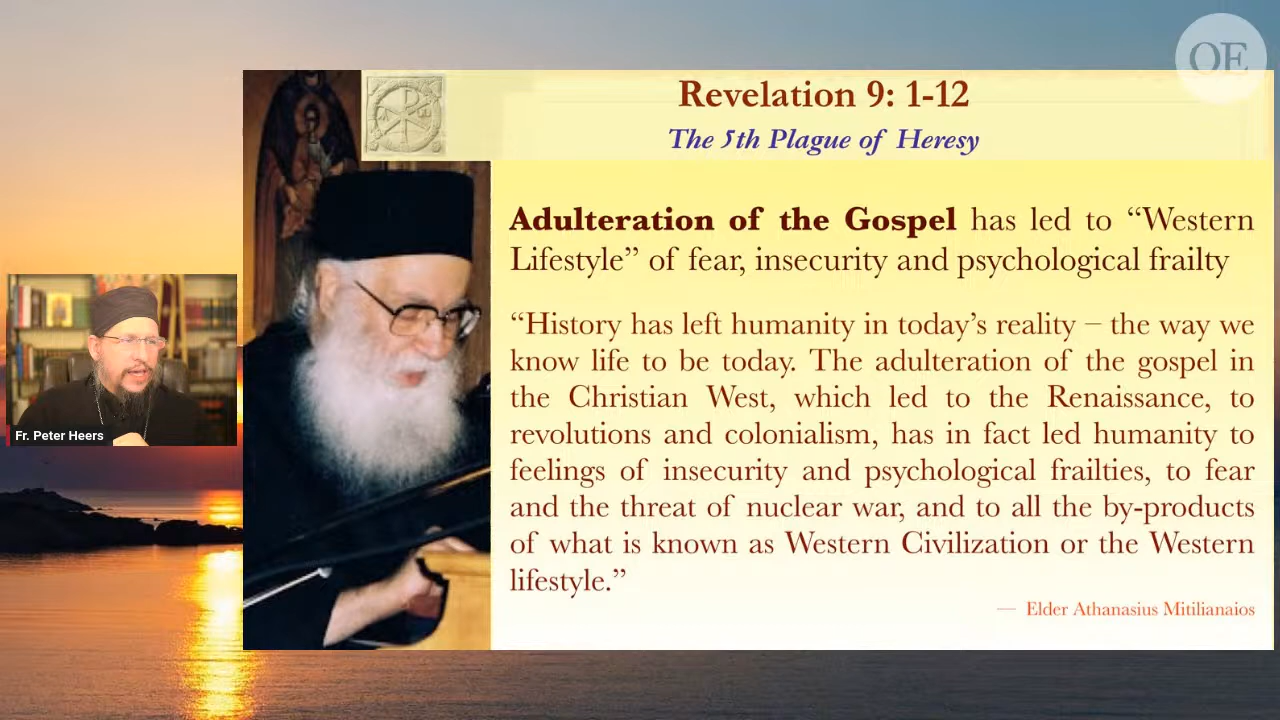 OE
Revelation 9: 1-12
The 5th Plague of Heresy
Adulteration of the Gospel has led to “Western
Lifestyle” of fear, insecurity and psychological frailty
“History has left humanity in today’s reality – the way we
know life to be today. The adulteration of the gospel in
the Christian West, which led to the Renaissance, to
revolutions and colonialism, has in fact led humanity to
feelings of insecurity and psychological frailties, to fear
and the threat of nuclear war, and to all the by-products
of what is known as Western Civilization or the Western
lifestyle.”
— Elder Athanasius Mitilianaios
Fr. Peter Heers